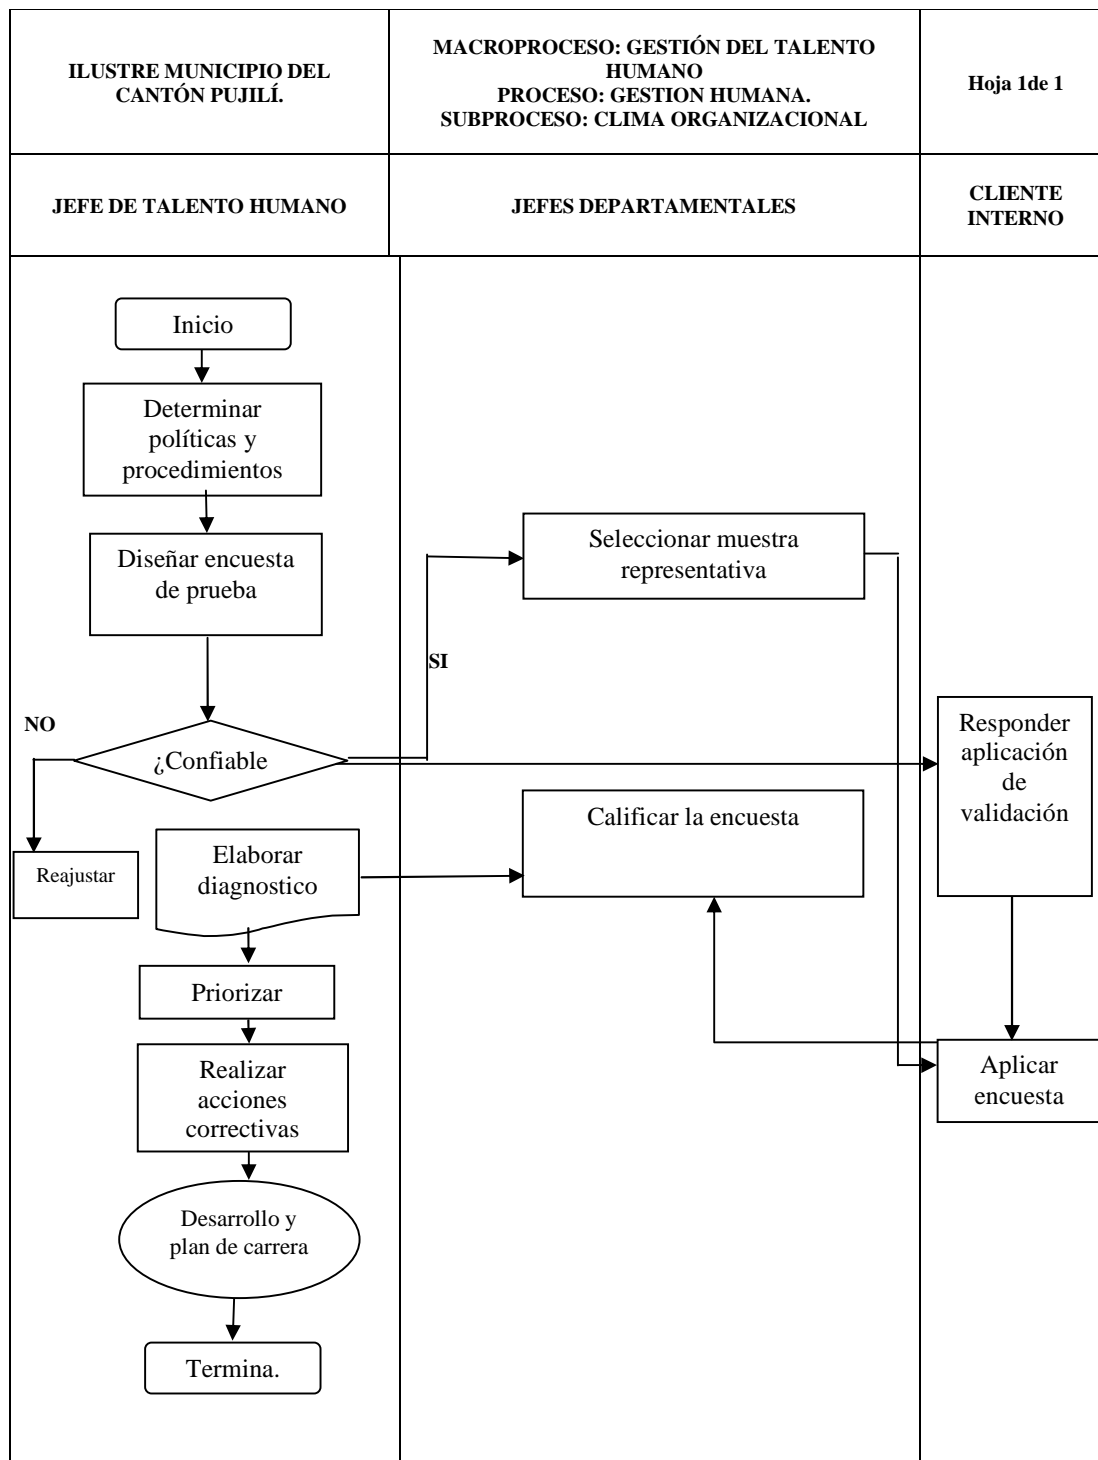 ILUSTRE MUNICIPIO DEL
CANTÓN PUJILÍ.
MACROPROCESO: GESTIÓN DEL TALENTO
HUMANO
PROCESO: GESTION HUMANA.
SUBPROCESO: CLIMA ORGANIZACIONAL
Hoja 1de 1
JEFE DE TALENTO HUMANO
JEFES DEPARTAMENTALES
CLIENTE
INTERNO
Inicio
Determinar
políticas y
procedimientos
Diseñar encuesta
de prueba
Seleccionar muestra
representativa
SI
NO
¿Confiable
Responder
aplicación
de
validación
Calificar la encuesta
Elaborar
diagnostico
Reajustar
Priorizar
Realizar
acciones
correctivas
Aplicar
encuesta
Desarrollo y
plan de carrera
Termina.